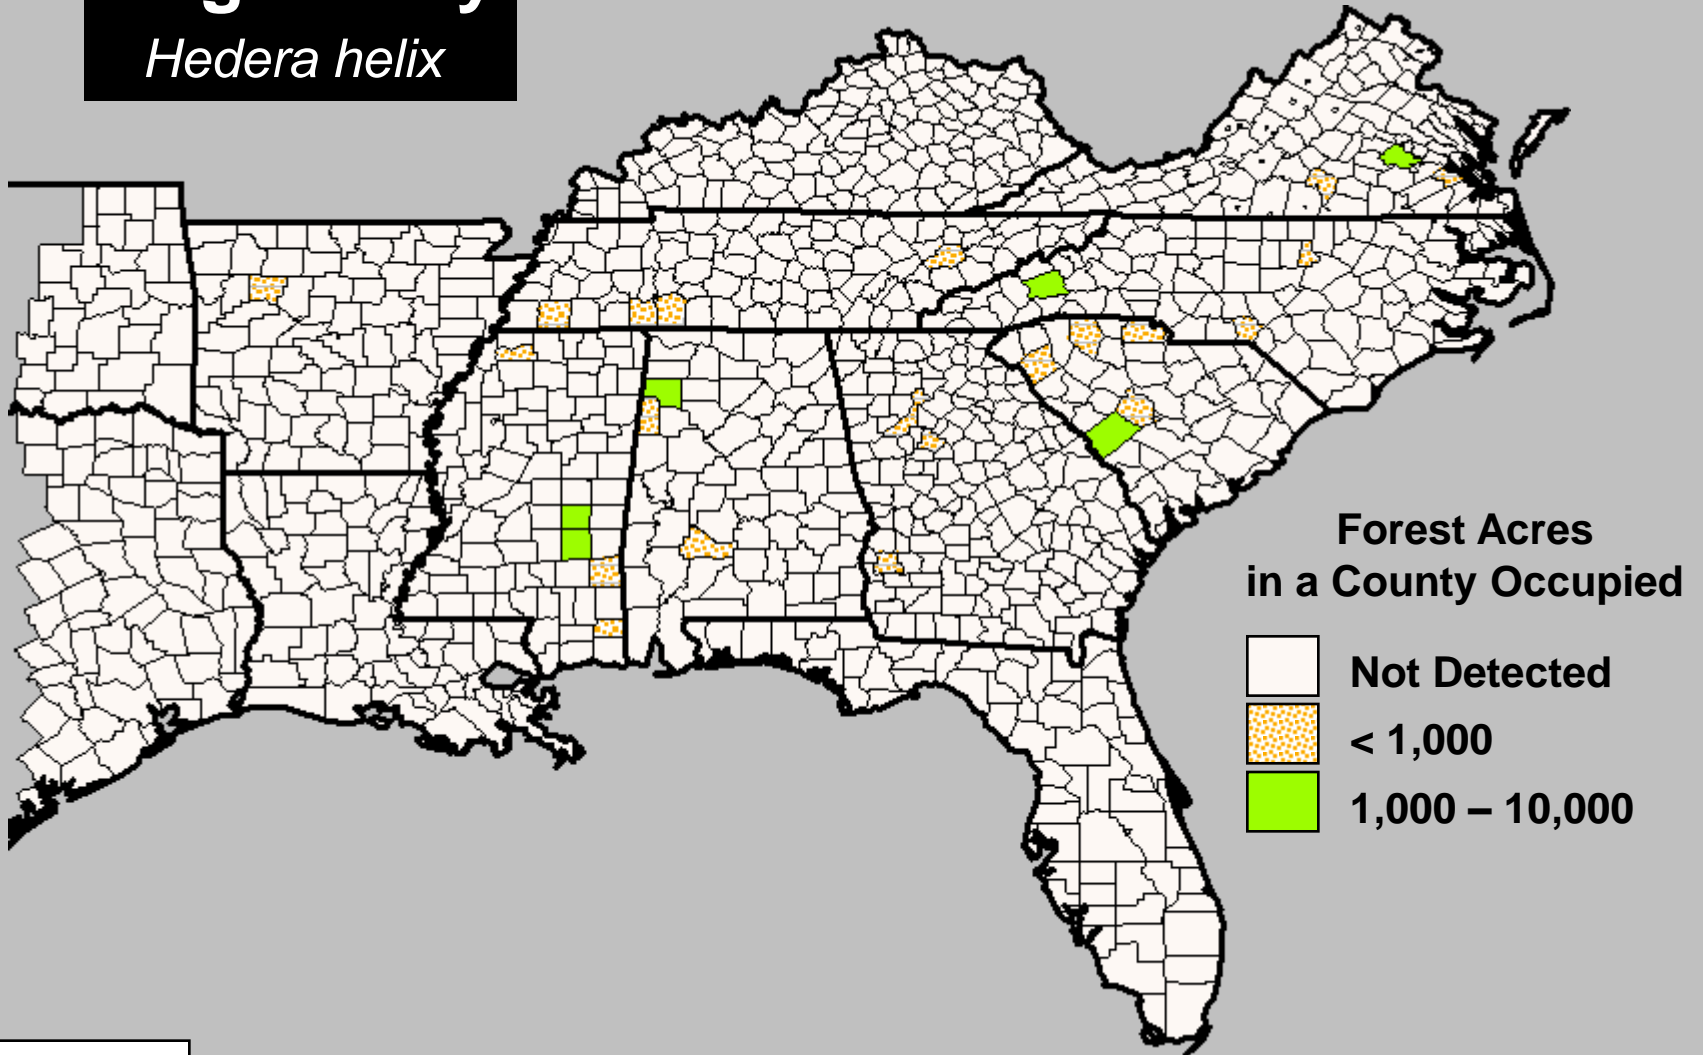 Hedera helix
Forest Acres
in a County Occupied
Not Detected
< 1,000
1,000 – 10,000